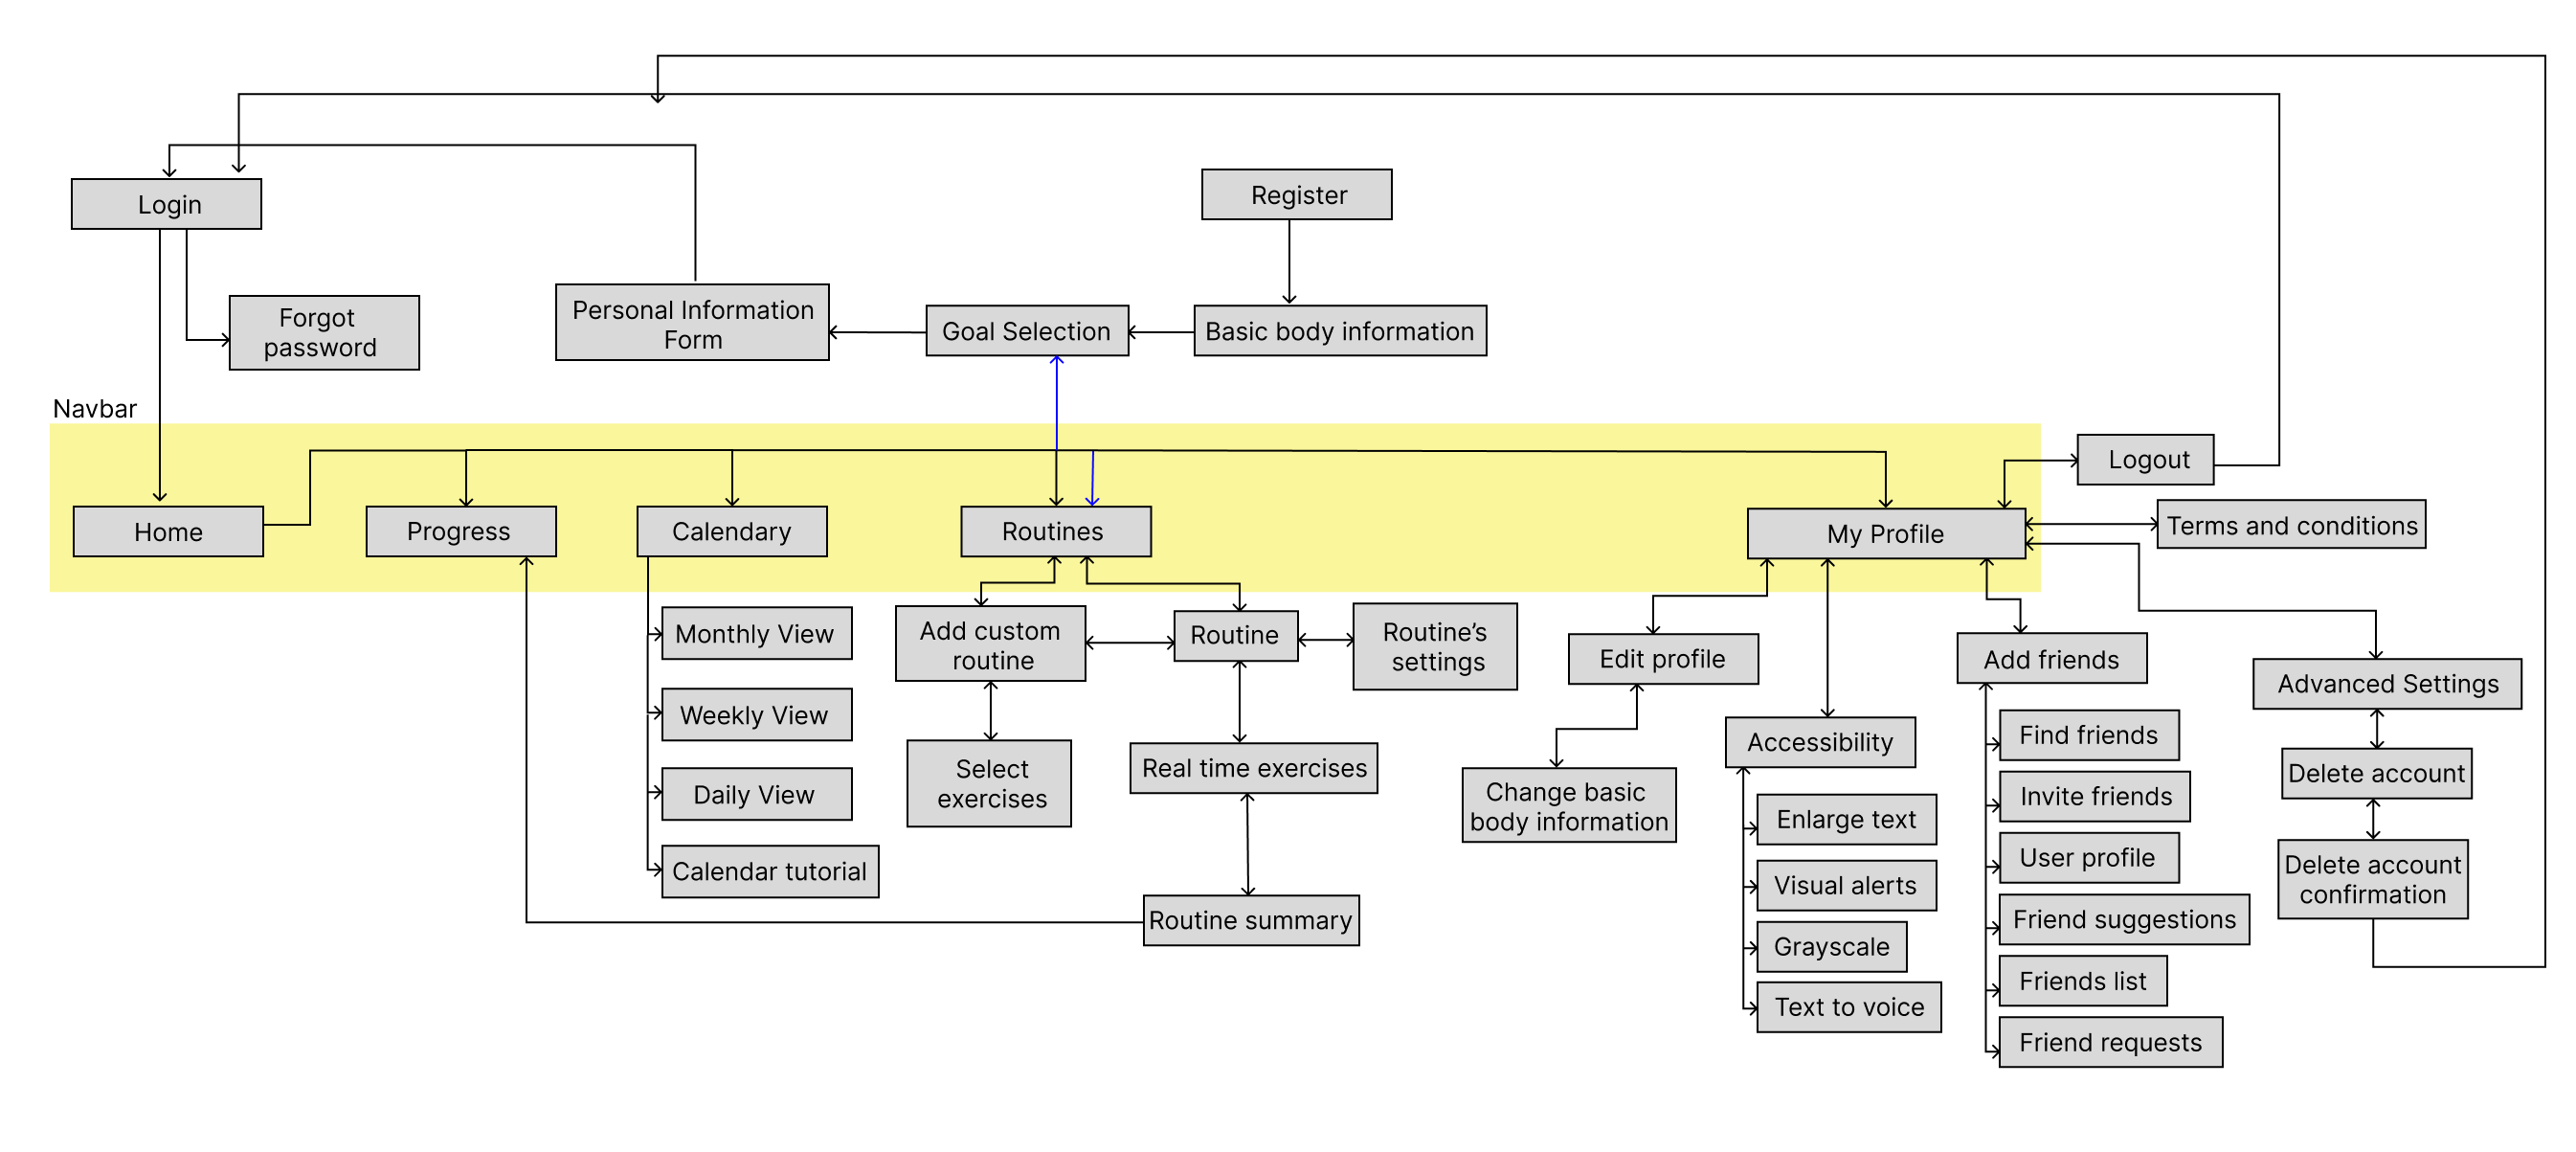 Login
Register
Forgot
password
Personal Information
Form
Goal Selection
Basic body information
Navbar
Logout
Home
Progress
Calendary
Routines
My Profile
Terms and conditions
Monthly View
Weekly View
Daily View
Calendar tutorial
Add custom
routine
Routine
Routine’s
settings
Select
exercises
Real time exercises
Routine summary
Edit profile
Change basic
body information
Accessibility
Enlarge text
Visual alerts
Grayscale
Text to voice
Add friends
Find friends
Invite friends
User profile
Friend suggestions
Friends list
Friend requests
Advanced Settings
Delete account
Delete account
confirmation